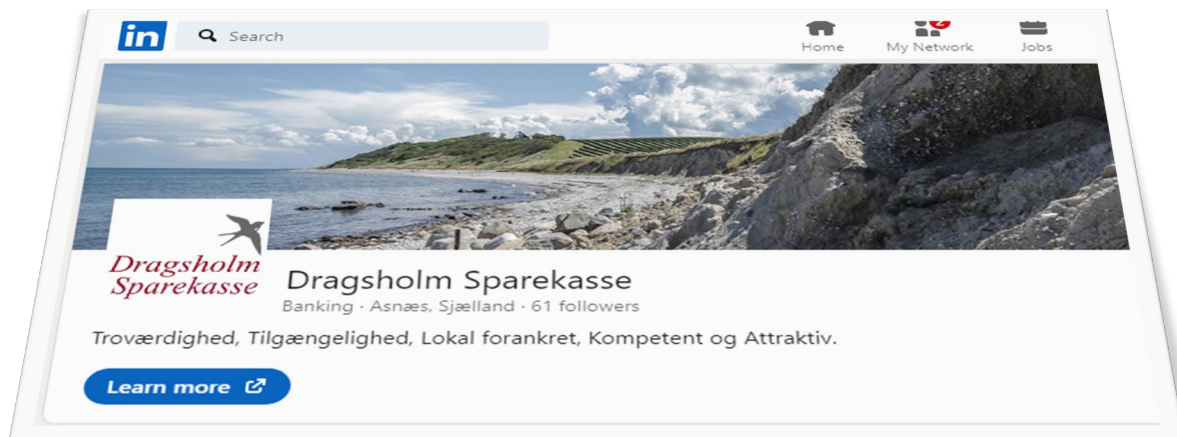 in
Search
2
Home
My Network
Jobs
Dragsholm
Sparekasse
Dragsholm Sparekasse
Banking · Asnæs, Sjælland · 61 followers
Troværdighed, Tilgængelighed, Lokal forankret, Kompetent og Attraktiv.
Learn more